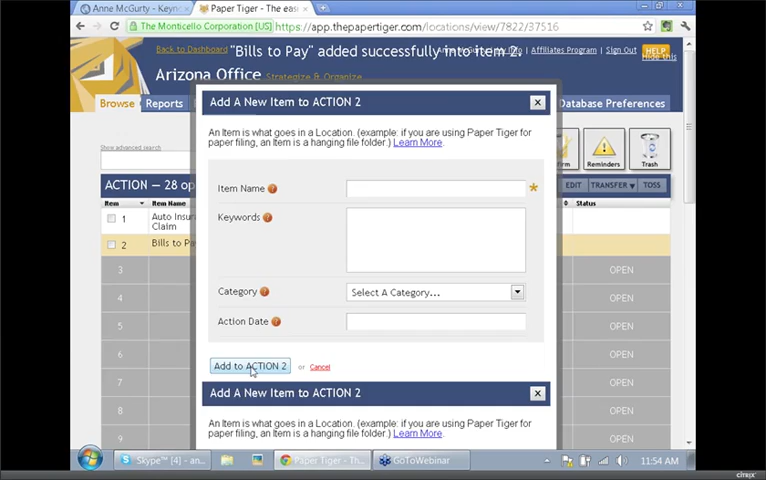 Anne McGurty - Keyn
Paper Tiger - The eas
The Monticello Corporation [US]
https://app.thepapertiger.com/locations/view/7822/37516
Back to Dashboard
"Bills to Pay" added successfully into item 2.
Affiliates Program | Sign Out
HELP
Hide this
Arizona Office Strategize & Organize
Browse Reports
Database Preferences
Show advanced search
Reminders
Trash
ACTION — 28 op
EDIT TRANSFER ▾ TOSS
Item Item Name
Status
1 Auto Insur
Claim
2 Bills to Pa
3 OPEN
4 OPEN
5 OPEN
6 OPEN
7 OPEN
8 OPEN
9 OPEN
Add A New Item to ACTION 2
An Item is what goes in a Location. (example: if you are using Paper Tiger for
paper filing, an Item is a hanging file folder.) Learn More.
Item Name
Keywords
Category Select A Category...
Action Date
Add to ACTION 2 or Cancel
Add A New Item to ACTION 2
An Item is what goes in a Location. (example: if you are using Paper Tiger for
paper filing, an Item is a hanging file folder.) Learn More.
Skype™ [4] - an...
Paper Tiger - Th...
GoToWebinar
11:54 AM
citrix